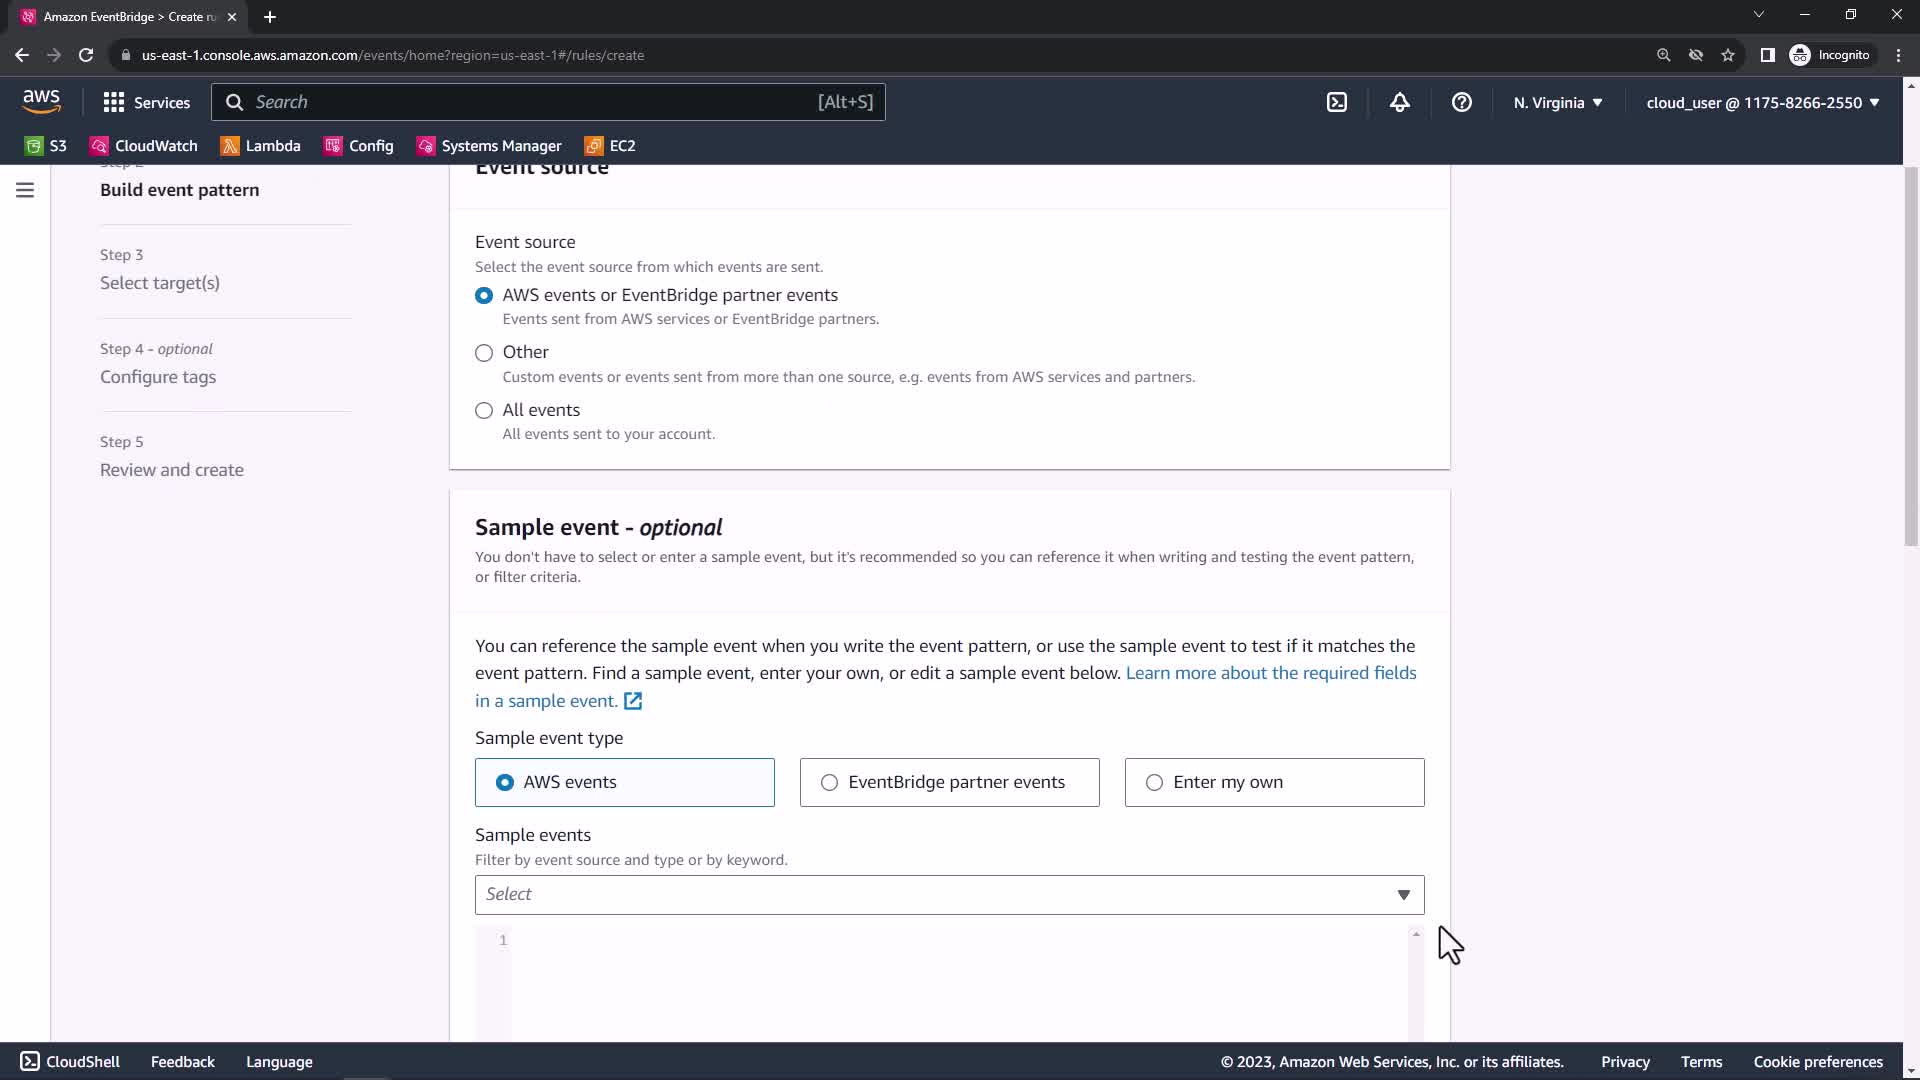 Amazon EventBridge > Create ru
us-east-1.console.aws.amazon.com/events/home?region=us-east-1#/rules/create
Incognito
aws
Services
Search
[Alt+S]
N. Virginia
cloud_user @ 1175-8266-2550
S3
CloudWatch
Lambda
Config
Systems Manager
EC2
Step 2
Build event pattern
Step 3
Select target(s)
Step 4 - optional
Configure tags
Step 5
Review and create
Event source
Event source
Select the event source from which events are sent.
AWS events or EventBridge partner events
Events sent from AWS services or EventBridge partners.
Other
Custom events or events sent from more than one source, e.g. events from AWS services and partners.
All events
All events sent to your account.
Sample event - optional
You don't have to select or enter a sample event, but it's recommended so you can reference it when writing and testing the event pattern,
or filter criteria.
You can reference the sample event when you write the event pattern, or use the sample event to test if it matches the
event pattern. Find a sample event, enter your own, or edit a sample event below. Learn more about the required fields
in a sample event.
Sample event type
AWS events
EventBridge partner events
Enter my own
Sample events
Filter by event source and type or by keyword.
Select
1
CloudShell
Feedback
Language
© 2023, Amazon Web Services, Inc. or its affiliates.
Privacy
Terms
Cookie preferences